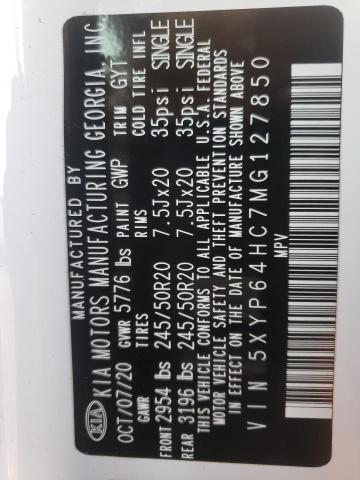 MANUFACTURED BY
KIA KIA MOTORS MANUFACTURING GEORGIA, INC
OCT/07/20 GVWR 5776 lbs PAINT GWP TRIM GYT
GAWR TIRES RIMS COLD TIRE INFL
FRONT 2954 lbs 245/50R20 7.5Jx20 35psi SINGLE
REAR 3196 lbs 245/50R20 7.5Jx20 35psi SINGLE
THIS VEHICLE CONFORMS TO ALL APPLICABLE U.S.A. FEDERAL
MOTOR VEHICLE SAFETY AND THEFT PREVENTION STANDARDS
IN EFFECT ON THE DATE OF MANUFACTURE SHOWN ABOVE
VIN 5XYP64HC7MG127850
MPV